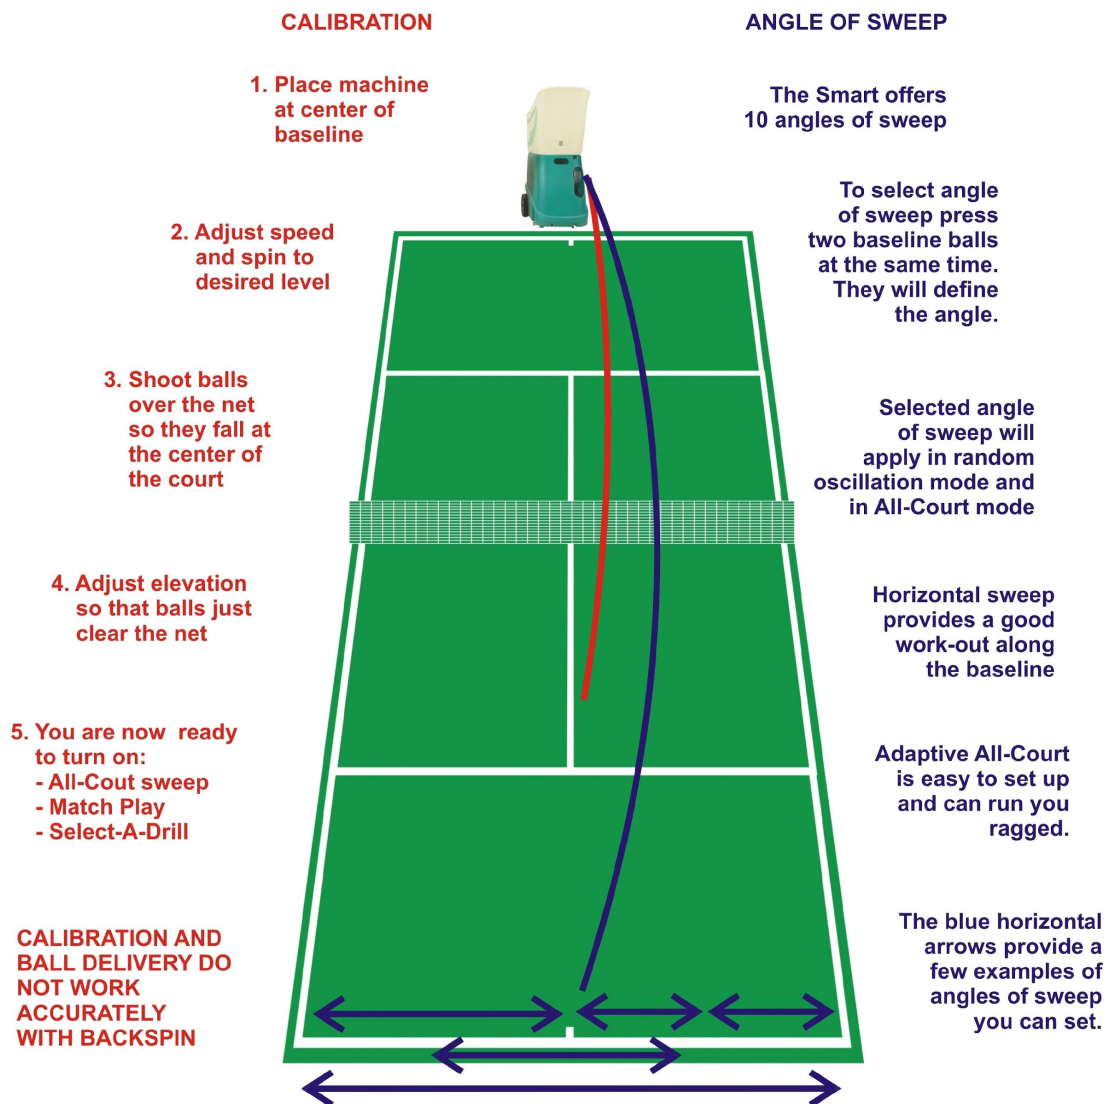 CALIBRATION
1. Place machine
at center of
baseline
2. Adjust speed
and spin to
desired level
3. Shoot balls
over the net
so they fall at
the center of
the court
4. Adjust elevation
so that balls just
clear the net
5. You are now  ready
to turn on:
- All-Cout sweep
- Match Play
- Select-A-Drill
CALIBRATION AND
BALL DELIVERY DO
NOT WORK
ACCURATELY
WITH BACKSPIN
ANGLE OF SWEEP
The Smart offers
10 angles of sweep
To select angle
of sweep press
two baseline balls
at the same time.
They will define
the angle.
Selected angle
of sweep will
apply in random
oscillation mode and
in All-Court mode
Horizontal sweep
provides a good
work-out along
the baseline
Adaptive All-Court
is easy to set up
and can run you
ragged.
The blue horizontal
arrows provide a
few examples of
angles of sweep
you can set.